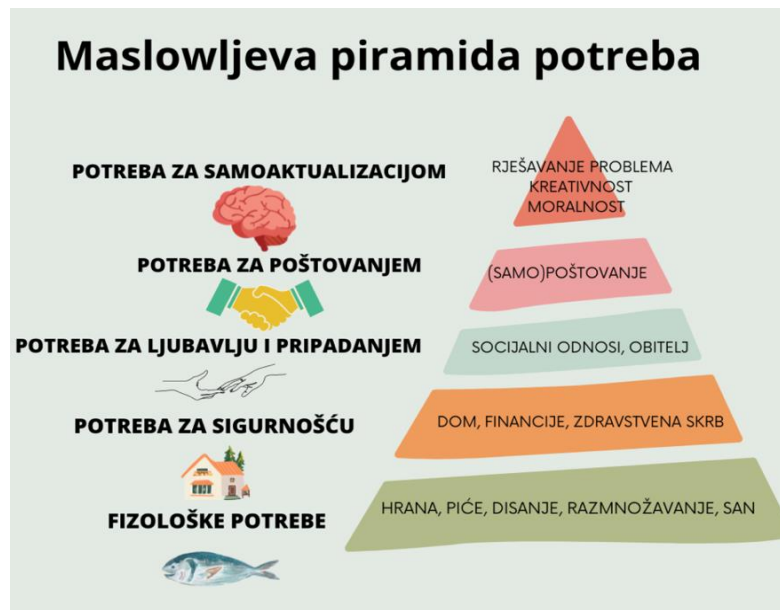 Maslowljeva piramida potreba
POTREBA ZA SAMOAKTUALIZACIJOM
RJEŠAVANJE PROBLEMA
KREATIVNOST
MORALNOST
POTREBA ZA POŠTOVANJEM
(SAMO)POŠTOVANJE
POTREBA ZA LJUBAVLJU I PRIPADANJEM
SOCIJALNI ODNOSI, OBITELJ
POTREBA ZA SIGURNOŠĆU
DOM, FINANCIJE, ZDRAVSTVENA SKRB
FIZOLOŠKE POTREBE
HRANA, PIĆE, DISANJE, RAZMNOŽAVANJE, SAN